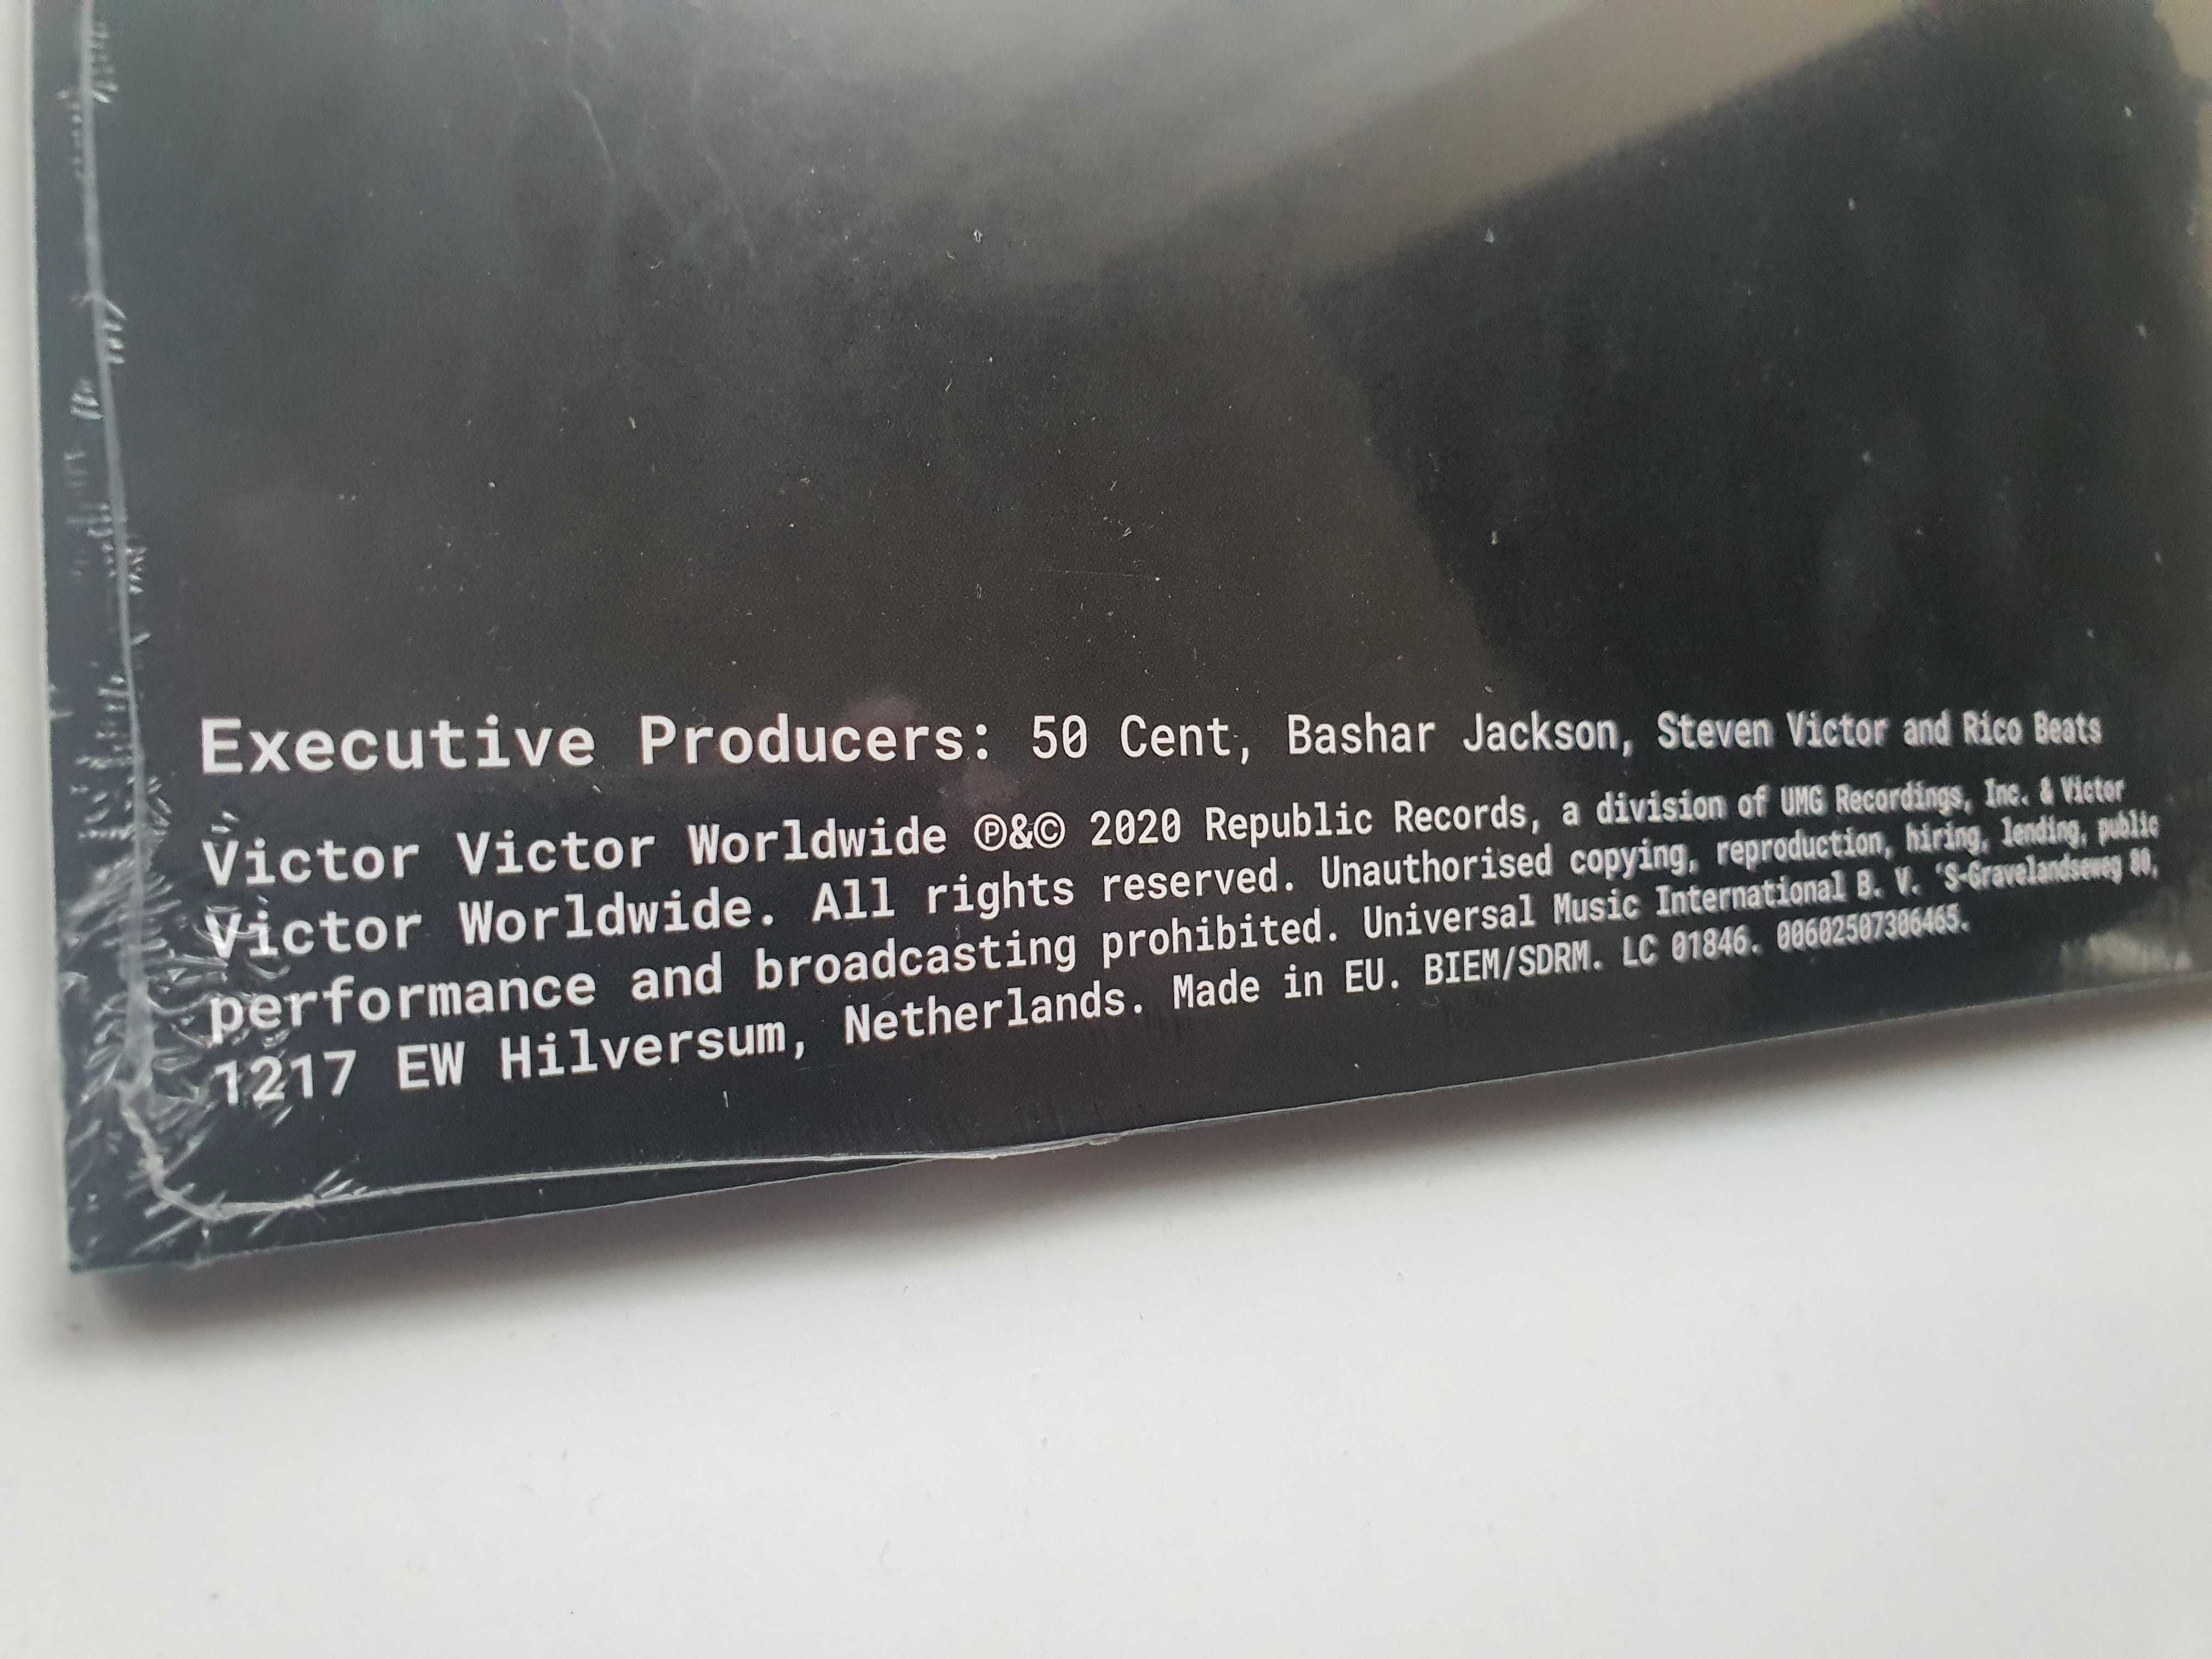 Executive Producers: 50 Cent, Bashar Jackson, Steven Victor and Rico Beats
Victor Victor Worldwide ℗&© 2020 Republic Records, a division of UMG Recordings, Inc. & Victor
Victor Worldwide. All rights reserved. Unauthorised copying, reproduction, hiring, lending, public
performance and broadcasting prohibited. Universal Music International B. V. 'S-Gravelandseweg 80,
1217 EW Hilversum, Netherlands. Made in EU. BIEM/SDRM. LC 01846. 00602507306465.